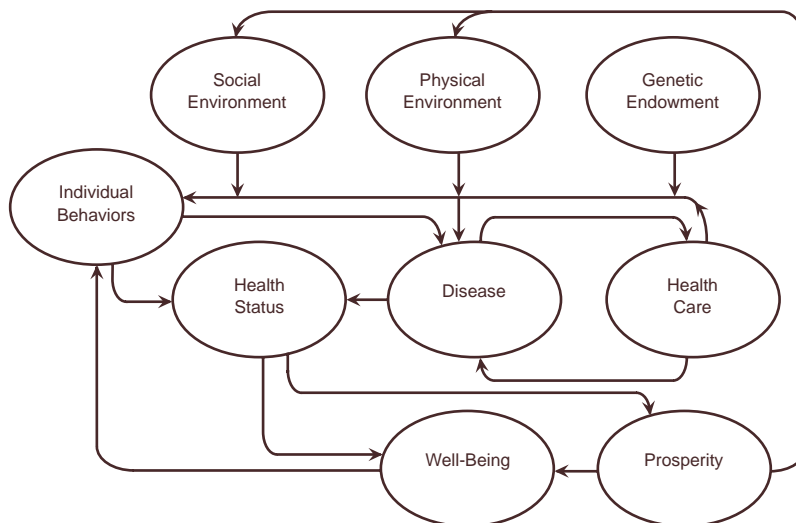 Social
Environment
Physical
Environment
Genetic
Endowment
Individual
Behaviors
Health
Status
Disease
Health
Care
Well-Being
Prosperity